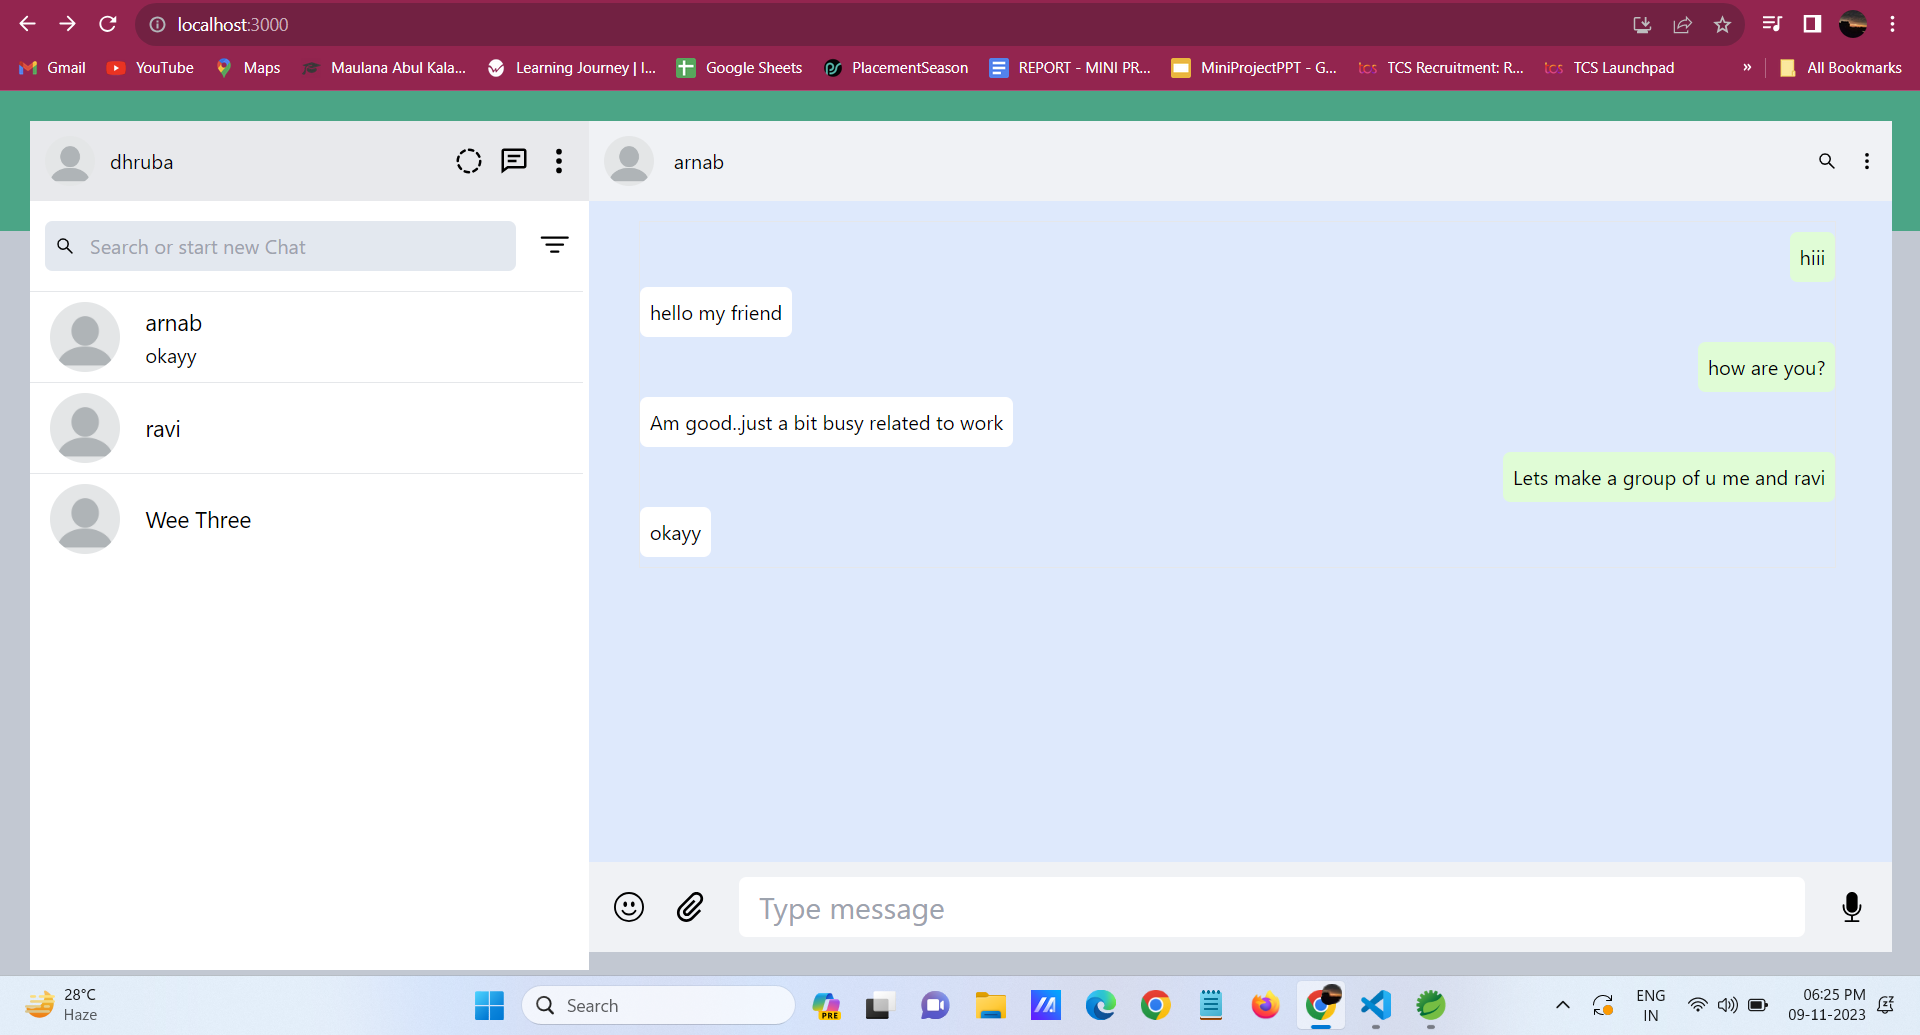 localhost:3000
Gmail
YouTube
Maps
Maulana Abul Kala...
Learning Journey | I...
Google Sheets
PlacementSeason
REPORT - MINI PR...
MiniProjectPPT - G...
tcs TCS Recruitment: R...
tcs TCS Launchpad
»
All Bookmarks
dhruba
arnab
Search or start new Chat
arnab
okayy
ravi
Wee Three
hiii
hello my friend
how are you?
Am good..just a bit busy related to work
Lets make a group of u me and ravi
okayy
Type message
28°C
Haze
Search
PRE
ENG
IN
06:25 PM
09-11-2023